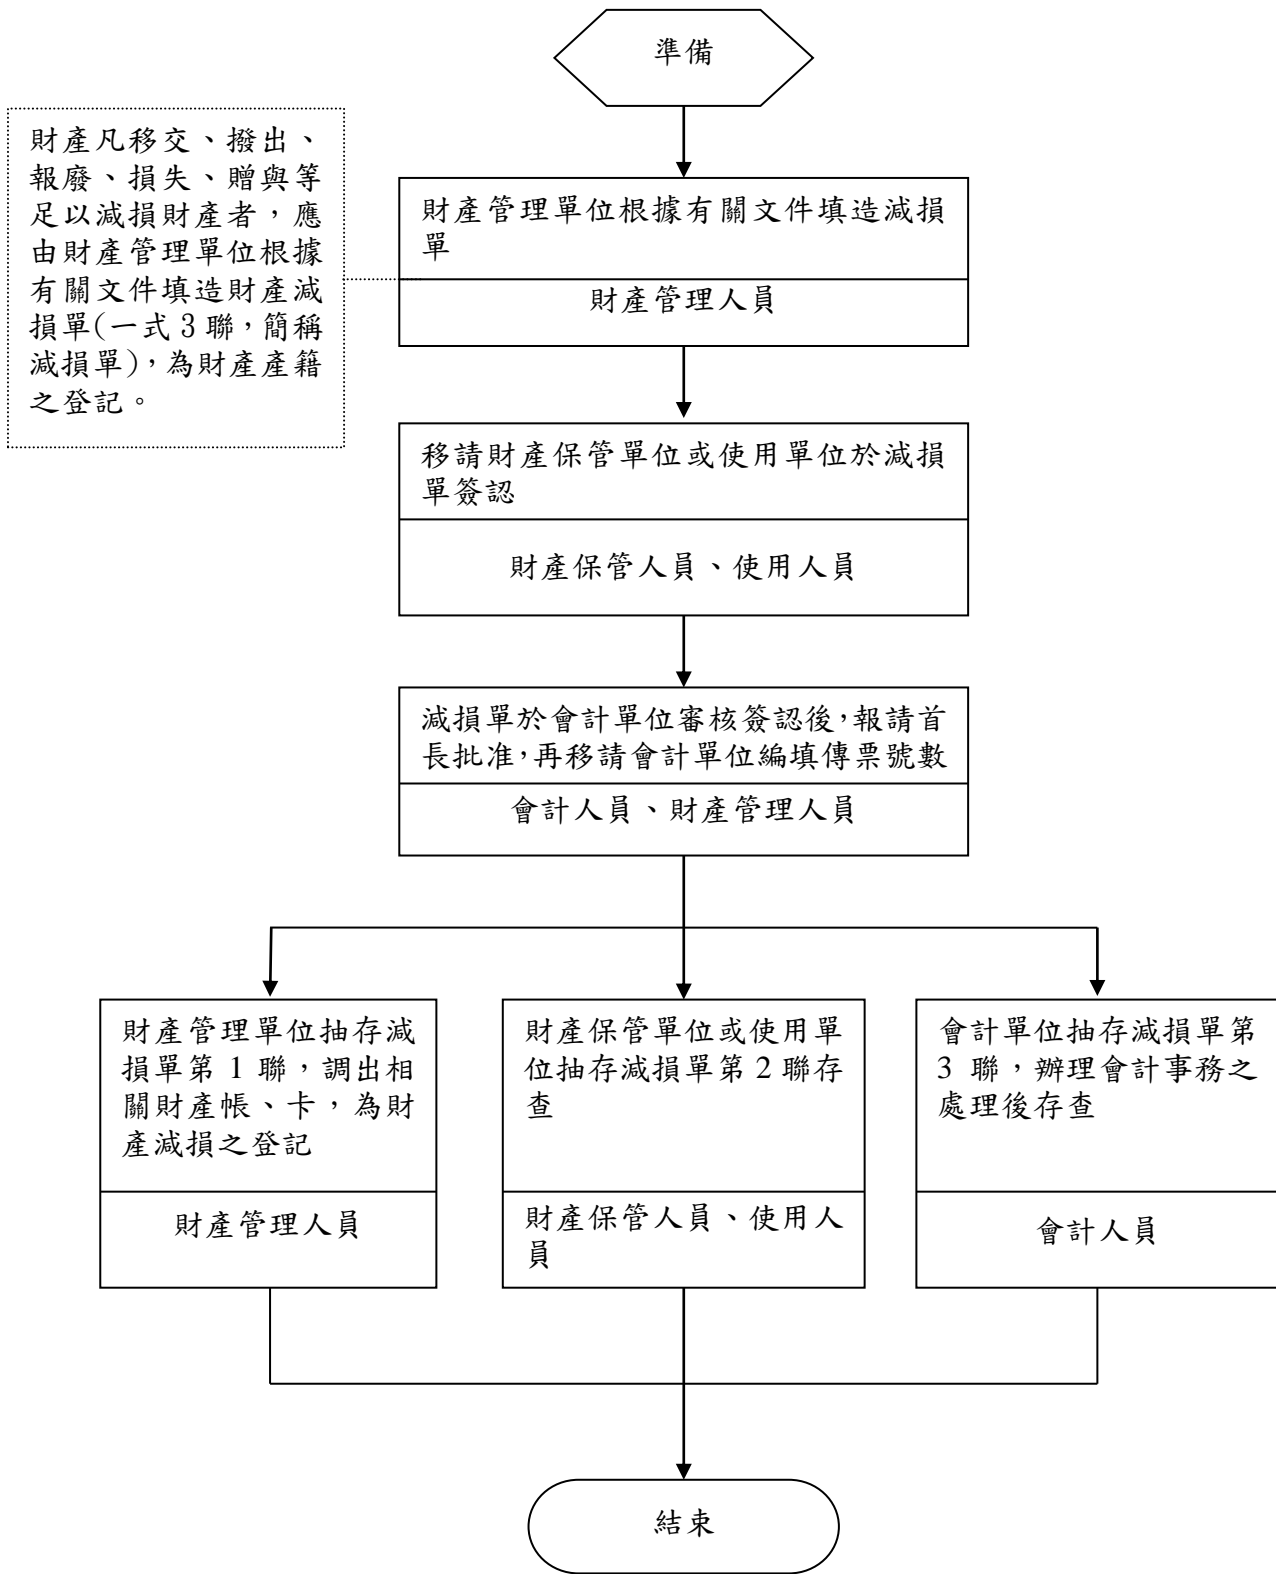 準備
財產凡移交、撥出、
報廢、損失、贈與等
足以減損財產者，應
由財產管理單位根據
有關文件填造財產減
損單(一式3聯，簡稱
減損單)，為財產產籍
之登記。
財產管理單位根據有關文件填造減損
單
財產管理人員
移請財產保管單位或使用單位於減損
單簽認
財產保管人員、使用人員
減損單於會計單位審核簽認後，報請首
長批准，再移請會計單位編填傳票號數
會計人員、財產管理人員
財產管理單位抽存減
損單第1聯，調出相
關財產帳、卡，為財
產減損之登記
財產管理人員
財產保管單位或使用單
位抽存減損單第2聯存
查
財產保管人員、使用人
員
會計單位抽存減損單第
3 聯，辦理會計事務之
處理後存查
會計人員
結束